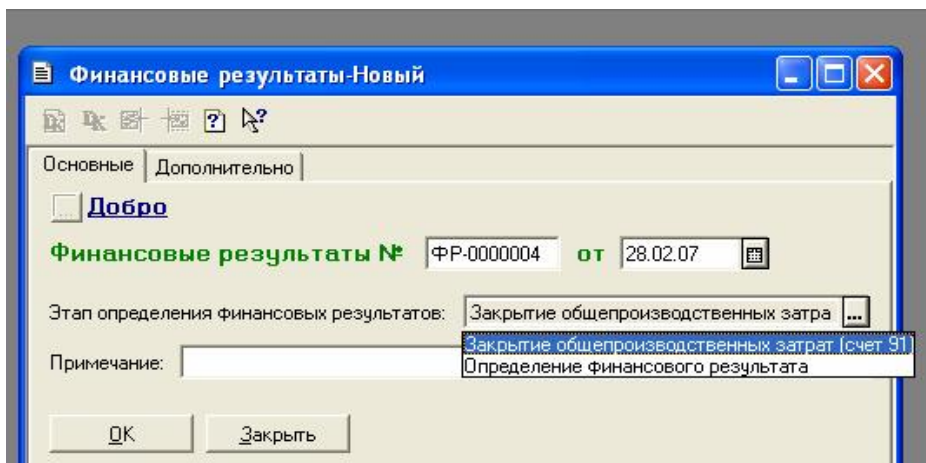 Финансовые результаты-Новый
Основные Дополнительно
... Добро
Финансовые результаты № ФР-0000004 от 28.02.07
Этап определения финансовых результатов: Закрытие общепроизводственных затра ...
Закрытие общепроизводственных затрат (счет 91)
Примечание:
Определение финансового результата
OK Закрыть